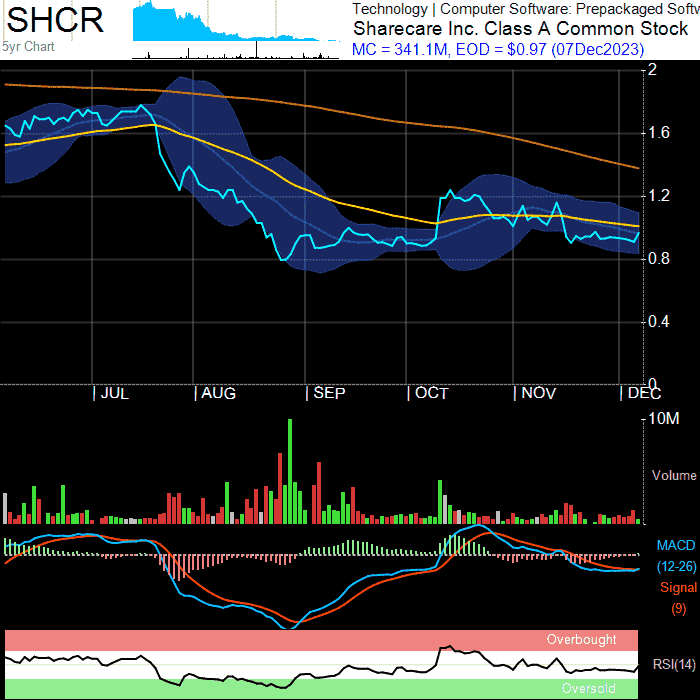 SHCR
5yr Chart
Technology | Computer Software: Prepackaged Softw
Sharecare Inc. Class A Common Stock
MC = 341.1M, EOD = $0.97 (07Dec2023)
2
1.6
1.2
0.8
0.4
0
JUL AUG SEP OCT NOV DEC
10M
Volume
MACD
(12-26)
Signal
(9)
Overbought
RSI(14)
Oversold